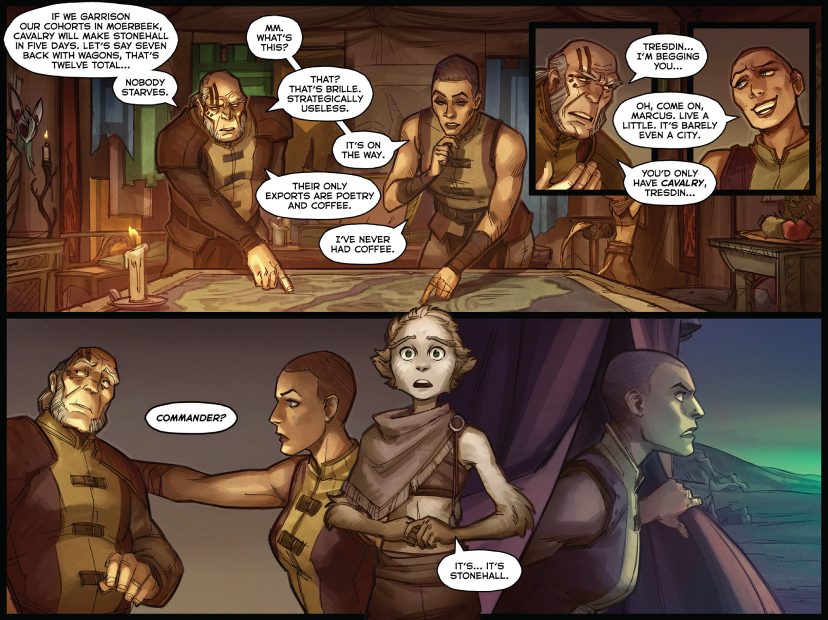 IF WE GARRISON
OUR COHORTS IN MOERBEEK,
CAVALRY WILL MAKE STONEHALL
IN FIVE DAYS. LET'S SAY SEVEN
BACK WITH WAGONS, THAT'S
TWELVE TOTAL...
NOBODY
STARVES.
MM.
WHAT'S
THIS?
THAT?
THAT'S BRILLE.
STRATEGICALLY
USELESS.
IT'S ON
THE WAY.
THEIR ONLY
EXPORTS ARE POETRY
AND COFFEE.
I'VE NEVER
HAD COFFEE.
TRESDIN...
I'M BEGGING
YOU...
OH, COME ON,
MARCUS. LIVE A
LITTLE. IT'S BARELY
EVEN A CITY.
YOU'D ONLY
HAVE CAVALRY,
TRESDIN...
COMMANDER?
IT'S... IT'S
STONEHALL.